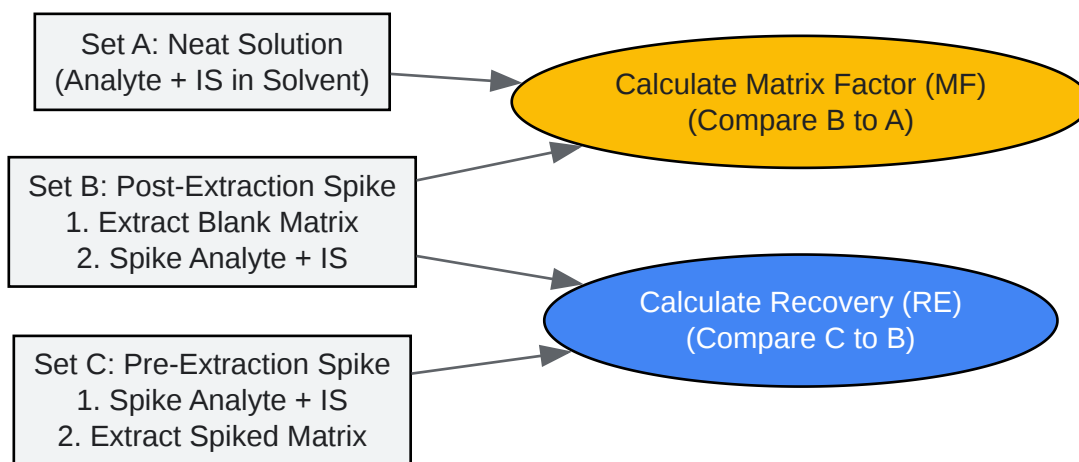 Set A: Neat Solution
(Analyte + IS in Solvent)
Calculate Matrix Factor (MF)
(Compare B to A)
Set B: Post-Extraction Spike
1. Extract Blank Matrix
2. Spike Analyte + IS
Calculate Recovery (RE)
(Compare C to B)
Set C: Pre-Extraction Spike
1. Spike Analyte + IS
2. Extract Spiked Matrix